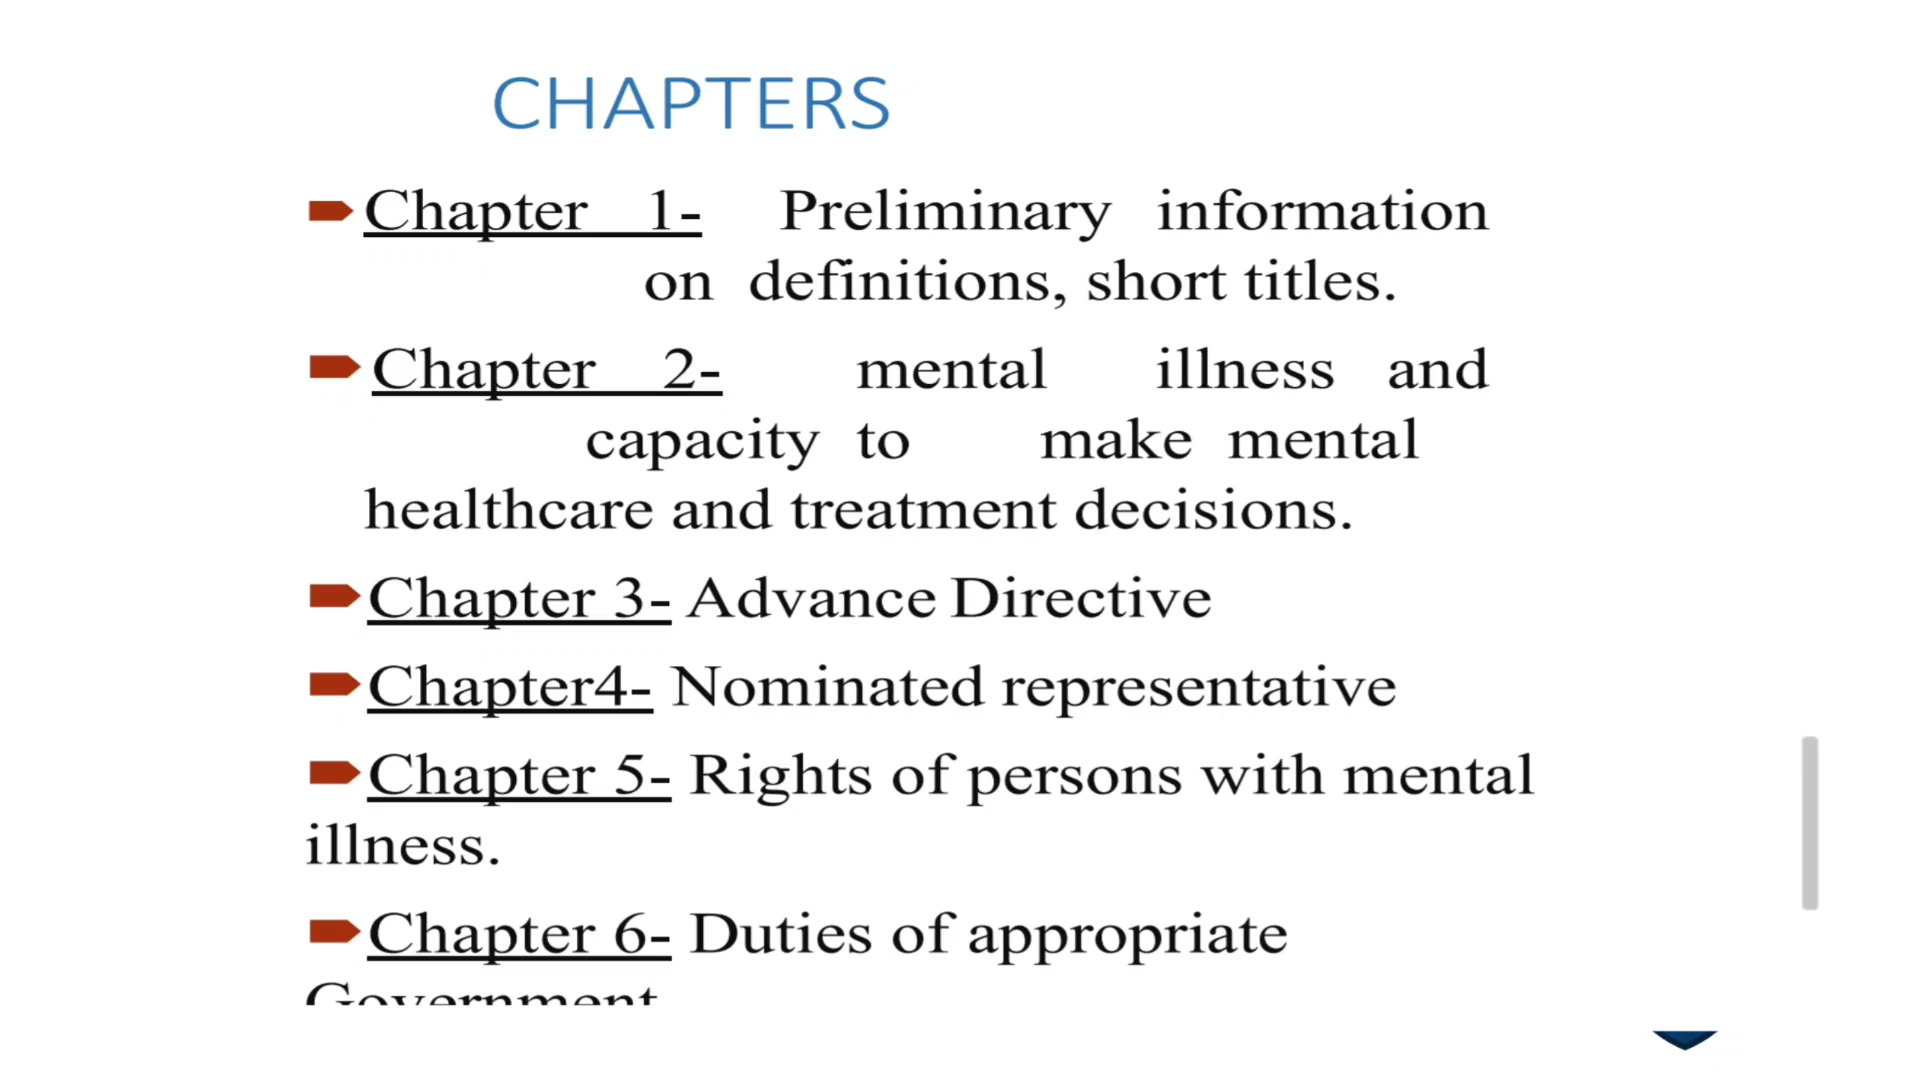 CHAPTERS
Chapter 1- Preliminary information
on definitions, short titles.
Chapter 2- mental illness and
capacity to make mental
healthcare and treatment decisions.
Chapter 3- Advance Directive
Chapter4- Nominated representative
Chapter 5- Rights of persons with mental
illness.
Chapter 6- Duties of appropriate
Government